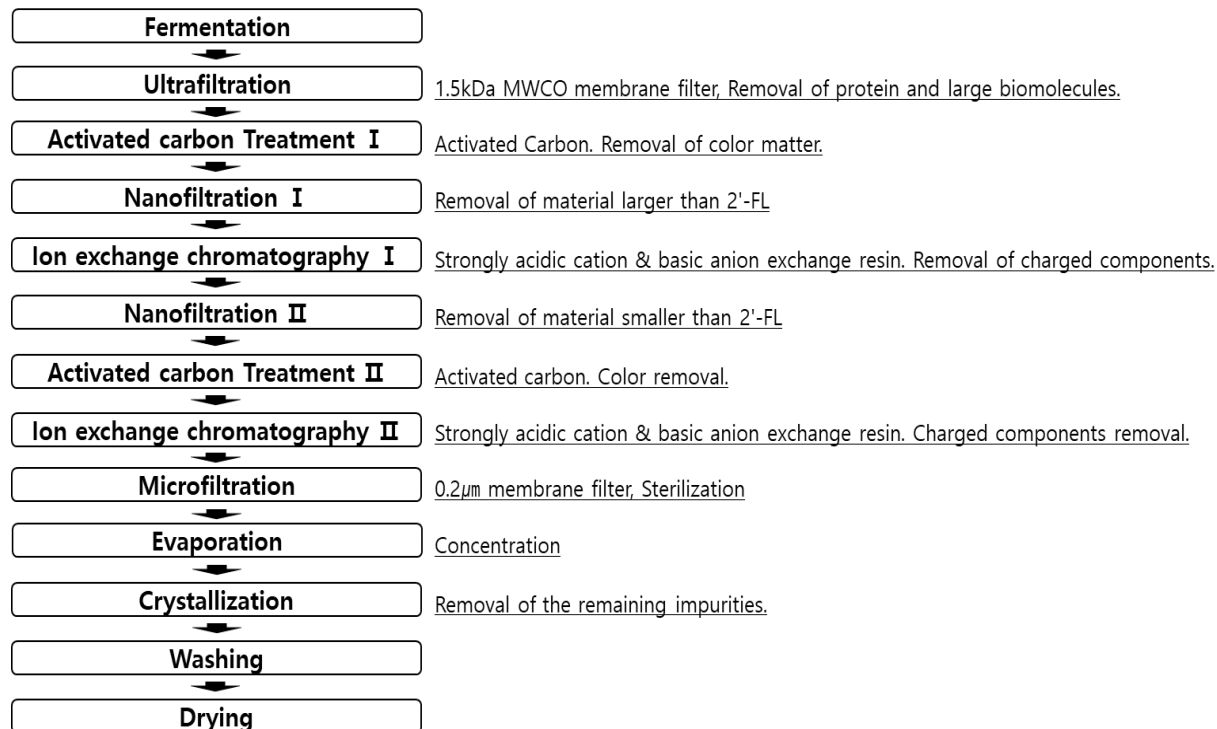 Fermentation
Ultrafiltration
1.5kDa MWCO membrane filter, Removal of protein and large biomolecules.
Activated carbon Treatment Ⅰ
Activated Carbon. Removal of color matter.
Nanofiltration Ⅰ
Removal of material larger than 2'-FL
Ion exchange chromatography Ⅰ
Strongly acidic cation & basic anion exchange resin. Removal of charged components.
Nanofiltration Ⅱ
Removal of material smaller than 2'-FL
Activated carbon Treatment Ⅱ
Activated carbon. Color removal.
Ion exchange chromatography Ⅱ
Strongly acidic cation & basic anion exchange resin. Charged components removal.
Microfiltration
0.2㎛ membrane filter, Sterilization
Evaporation
Concentration
Crystallization
Removal of the remaining impurities.
Washing
Drying